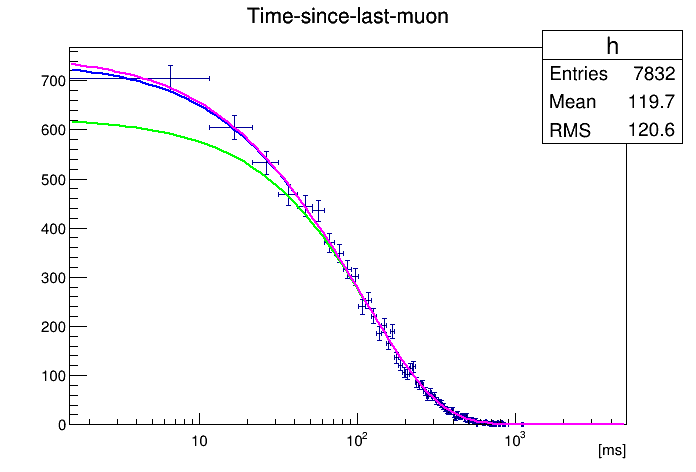 Time-since-last-muon
h
Entries 7832
Mean 119.7
RMS 120.6
700
600
500
400
300
200
100
0
10 10² 10³
[ms]